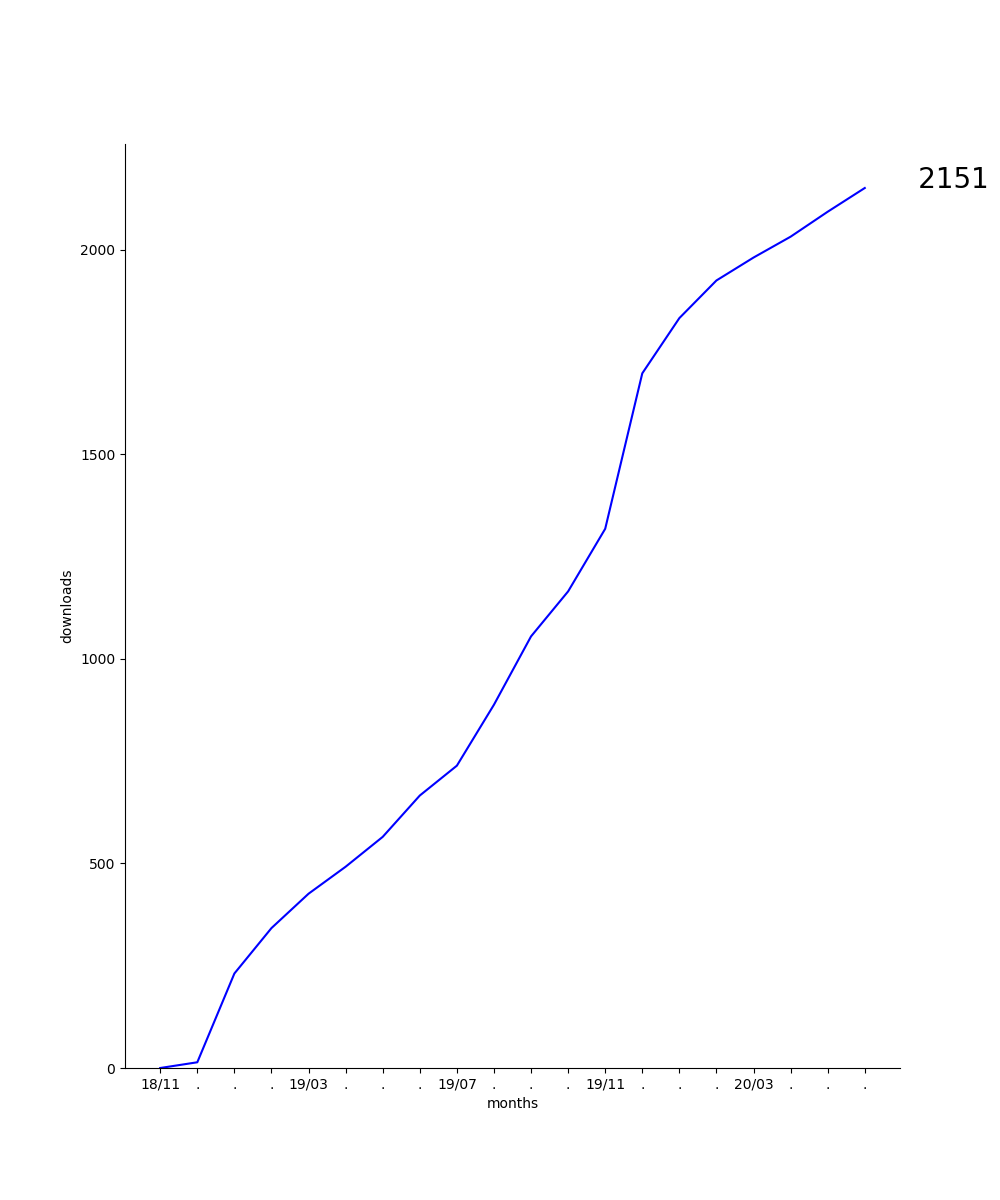 2151
2000
1500
downloads
1000
500
0
18/11 . . . 19/03 . . . 19/07 . . . 19/11 . . . 20/03 . . .
months